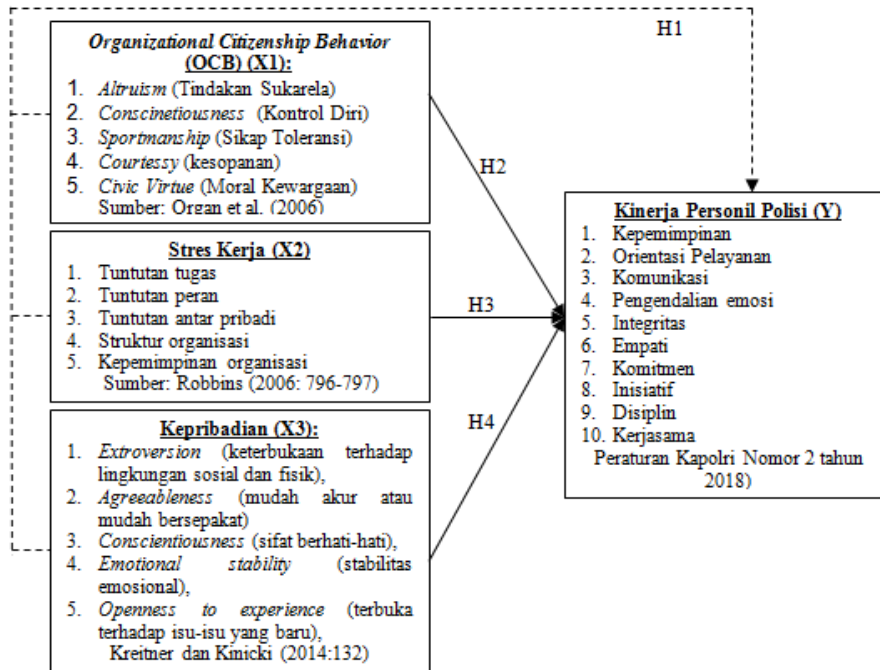 H1
Organizational Citizenship Behavior
(OCB) (X1):
1. Altruism (Tindakan Sukarela)
2. Conscinetiousness (Kontrol Diri)
3. Sportmanship (Sikap Toleransi)
4. Courtessy (kesopanan)
5. Civic Virtue (Moral Kewargaan)
Sumber: Organ et al. (2006)
H2
Stres Kerja (X2)
1. Tuntutan tugas
2. Tuntutan peran
3. Tuntutan antar pribadi
4. Struktur organisasi
5. Kepemimpinan organisasi
Sumber: Robbins (2006: 796-797)
H3
Kepribadian (X3):
1. Extroversion (keterbukaan terhadap
lingkungan sosial dan fisik),
2. Agreeableness (mudah akur atau
mudah bersepakat)
3. Conscientiousness (sifat berhati-hati),
4. Emotional stability (stabilitas
emosional),
5. Openness to experience (terbuka
terhadap isu-isu yang baru),
Kreitner dan Kinicki (2014:132)
H4
Kinerja Personil Polisi (Y)
1. Kepemimpinan
2. Orientasi Pelayanan
3. Komunikasi
4. Pengendalian emosi
5. Integritas
6. Empati
7. Komitmen
8. Inisiatif
9. Disiplin
10. Kerjasama
Peraturan Kapolri Nomor 2 tahun
2018)